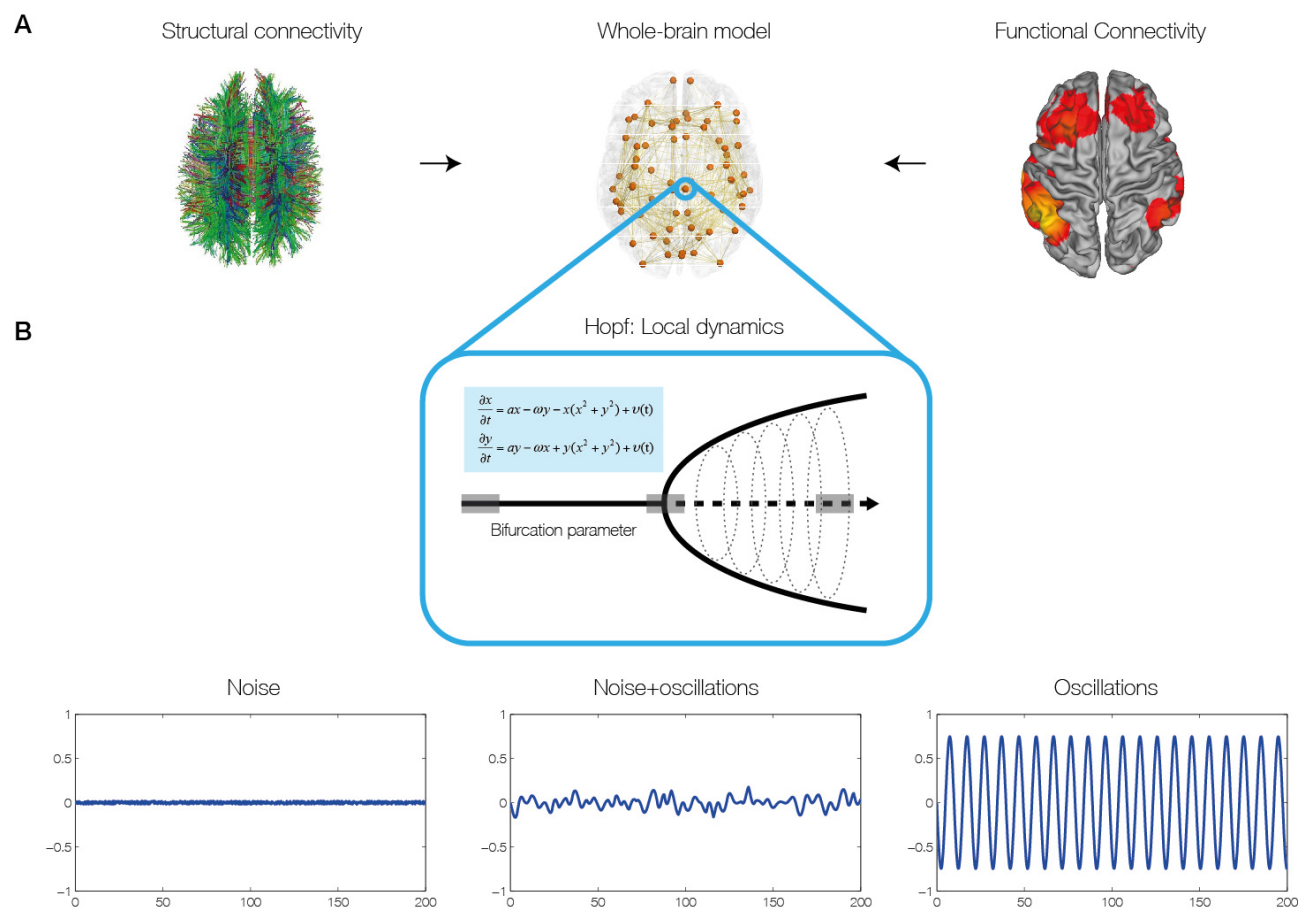 A
Structural connectivity
Whole-brain model
Functional Connectivity
B
Hopf: Local dynamics
∂x/∂t = ax − ωy − x(x² + y²) + υ(t)
∂y/∂t = ay − ωx + y(x² + y²) + υ(t)
Bifurcation parameter
Noise
1
0.5
0
−0.5
−1
0 50 100 150 200
Noise+oscillations
1
0.5
0
−0.5
−1
0 50 100 150 200
Oscillations
1
0.5
0
−0.5
−1
0 50 100 150 200